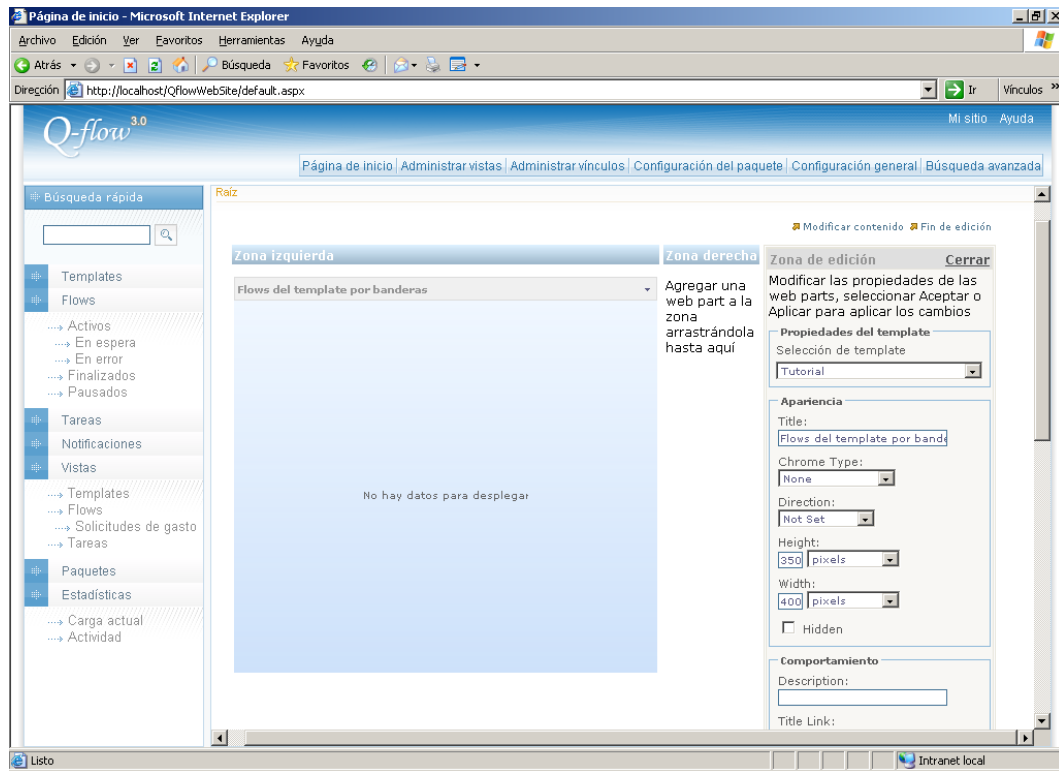 Página de inicio - Microsoft Internet Explorer
Archivo Edición Ver Favoritos Herramientas Ayuda
Atrás Búsqueda Favoritos
Dirección http://localhost/QflowWebSite/default.aspx Ir Vínculos »
Q-flow 3.0
Mi sitio Ayuda
Página de inicio Administrar vistas Administrar vínculos Configuración del paquete Configuración general Búsqueda avanzada
Búsqueda rápida
Templates
Flows
Activos
En espera
En error
Finalizados
Pausados
Tareas
Notificaciones
Vistas
Templates
Flows
Solicitudes de gasto
Tareas
Paquetes
Estadísticas
Carga actual
Actividad
Raíz
Modificar contenido Fin de edición
Zona izquierda
Flows del template por banderas
No hay datos para desplegar
Zona derecha
Agregar una
web part a la
zona
arrastrándola
hasta aquí
Zona de edición Cerrar
Modificar las propiedades de las
web parts, seleccionar Aceptar o
Aplicar para aplicar los cambios
Propiedades del template
Selección de template
Tutorial
Apariencia
Title:
Flows del template por bande
Chrome Type:
None
Direction:
Not Set
Height:
350 pixels
Width:
400 pixels
Hidden
Comportamiento
Description:
Title Link:
Listo
Intranet local